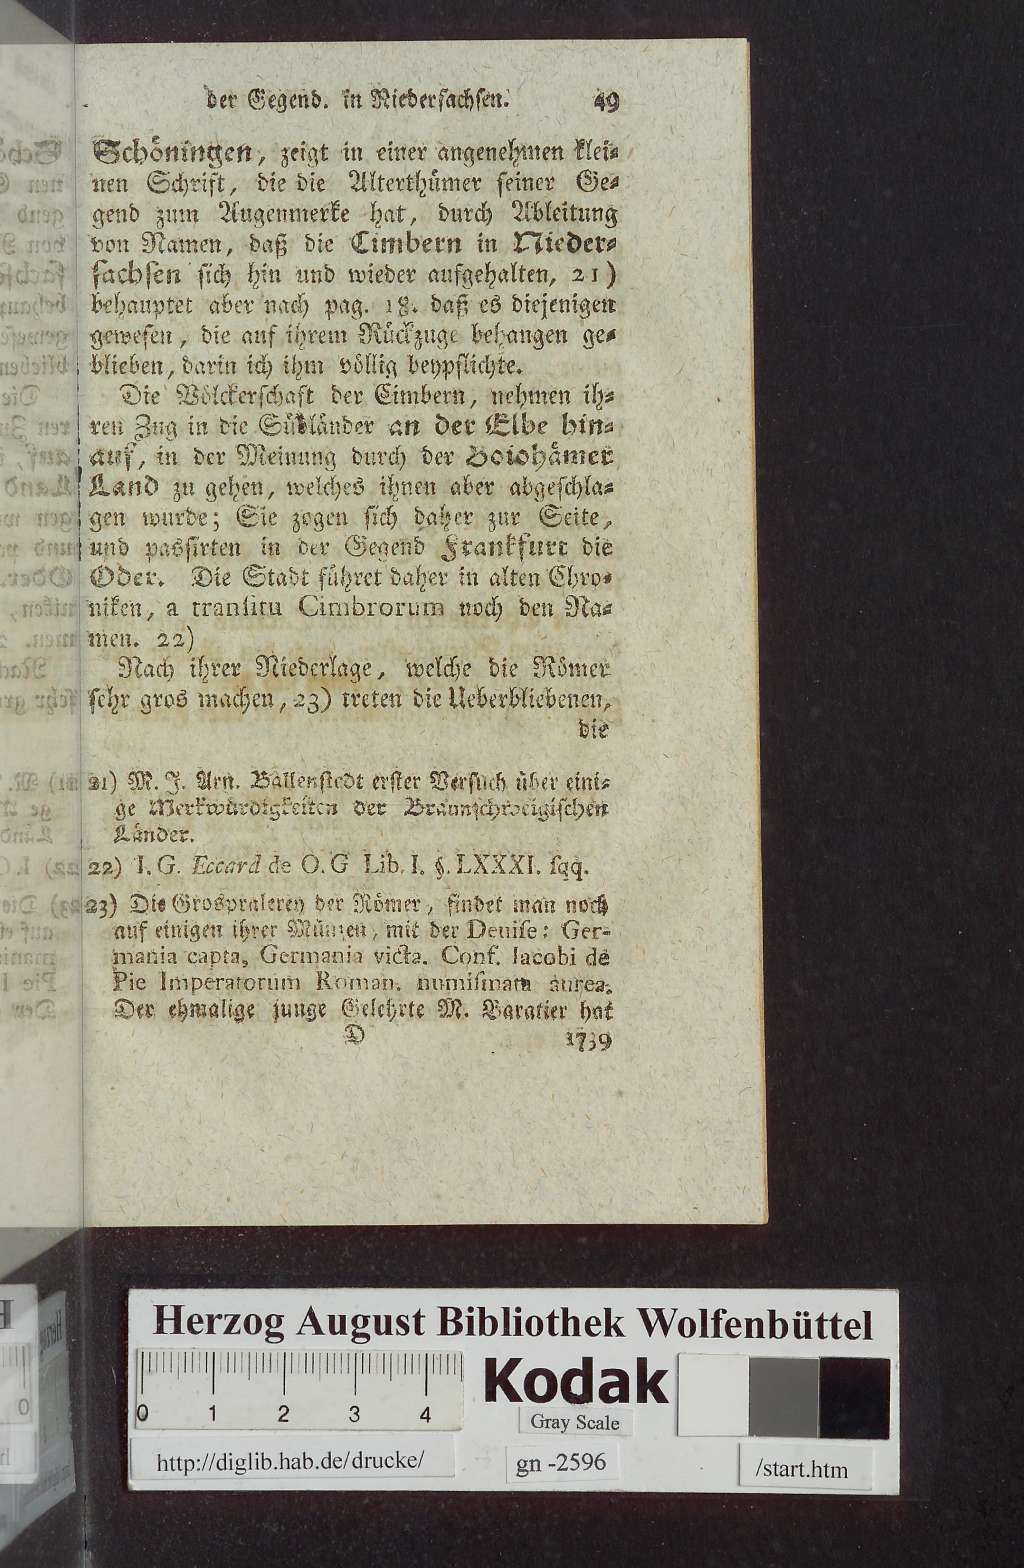 der Gegend. in Niedersachsen. 49
Schöningen, zeigt in einer angenehmen klei-
nen Schrift, die die Alterthümer seiner Ge-
gend zum Augenmerke hat, durch Ableitung
von Namen, daß die Cimbern in Nieder-
sachsen sich hin und wieder aufgehalten, 21)
behauptet aber nach pag. 18. daß es diejenigen
gewesen, die auf ihrem Rückzuge behangen ge-
blieben, darin ich ihm völlig beypflichte.
Die Völckerschaft der Cimbern, nehmen ih-
ren Zug in die Südländer an der Elbe hin-
auf, in der Meinung durch der Bojohämer
Land zu gehen, welches ihnen aber abgeschla-
gen wurde; Sie zogen sich daher zur Seite,
und passirten in der Gegend Frankfurt die
Oder. Die Stadt führet daher in alten Chro-
niken, a transitu Cimbrorum noch den Na-
men. 22)
Nach ihrer Niederlage, welche die Römer
sehr gros machen, 23) treten die Ueberbliebenen,
die
21) M. J. Arn. Ballenstedt erster Versuch über eini-
ge Merkwürdigkeiten der Braunschweigischen
Länder.
22) I. G. Eccard de O. G Lib. I. §. LXXXI. sqq.
23) Die Grospralerey der Römer, findet man noch
auf einigen ihrer Münzen, mit der Devise: Ger-
mania capta, Germania victa. Conf. Iacobi de
Pie Imperatorum Roman. numismata aurea.
Der ehmalige junge Gelehrte M. Baratier hat
D 1739
Herzog August Bibliothek Wolfenbüttel
0 1 2 3 4
Kodak
Gray Scale
http://diglib.hab.de/drucke/ gn -2596 /start.htm